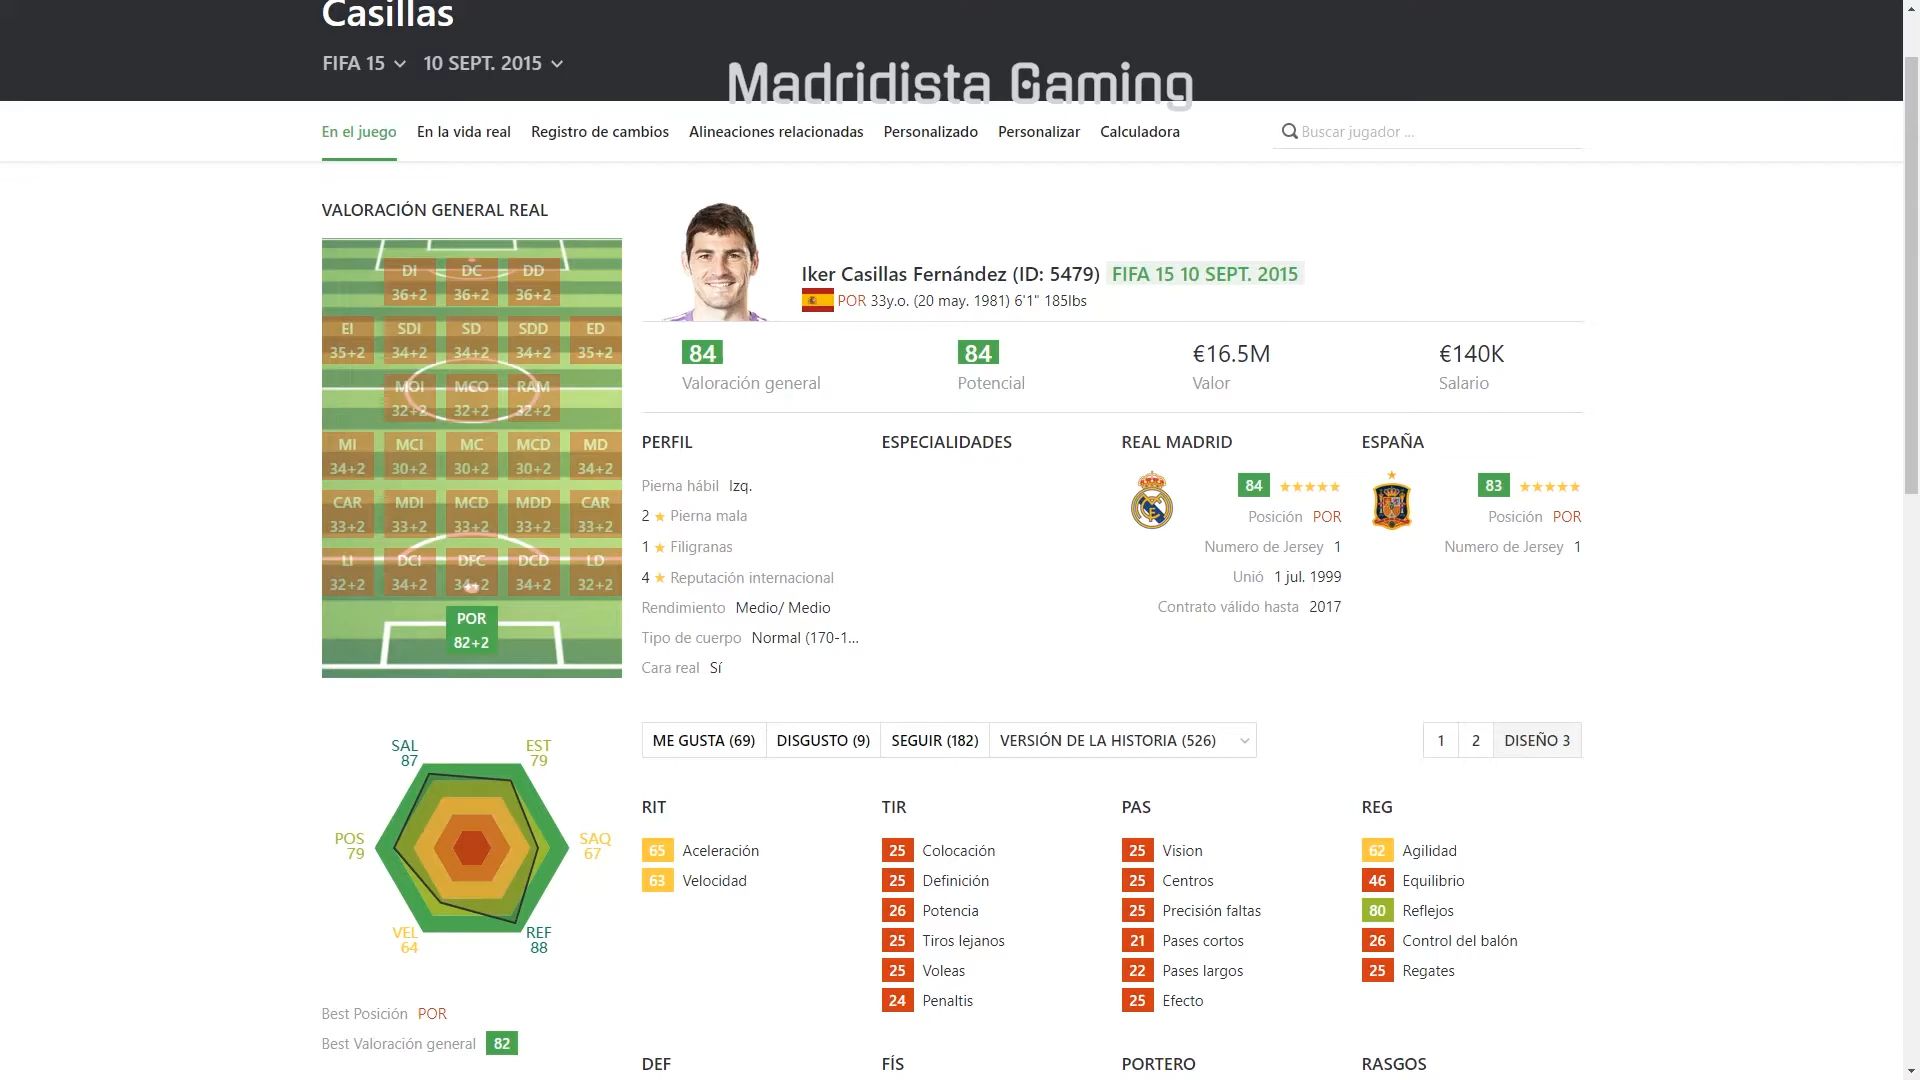 Casillas
FIFA 15 10 SEPT. 2015
Madridista Gaming
En el juego En la vida real Registro de cambios Alineaciones relacionadas Personalizado Personalizar Calculadora Buscar jugador ...
VALORACIÓN GENERAL REAL
DI DC DD
36+2 36+2 36+2
EI SDI SD SDD ED
35+2 34+2 34+2 34+2 35+2
MOI MCO RAM
32+2 32+2 32+2
MI MCI MC MCD MD
34+2 30+2 30+2 30+2 34+2
CAR MDI MCD MDD CAR
33+2 33+2 33+2 33+2 33+2
LI DCI DFC DCD LD
32+2 34+2 34+2 34+2 32+2
POR
82+2
Iker Casillas Fernández (ID: 5479) FIFA 15 10 SEPT. 2015
POR 33y.o. (20 may. 1981) 6'1" 185lbs
84 84 €16.5M €140K
Valoración general Potencial Valor Salario
PERFIL
Pierna hábil Izq.
2 ★ Pierna mala
1 ★ Filigranas
4 ★ Reputación internacional
Rendimiento Medio/ Medio
Tipo de cuerpo Normal (170-1...
Cara real Sí
ESPECIALIDADES
REAL MADRID
84 ★★★★★
Posición POR
Numero de Jersey 1
Unió 1 jul. 1999
Contrato válido hasta 2017
ESPAÑA
83 ★★★★★
Posición POR
Numero de Jersey 1
ME GUSTA (69) DISGUSTO (9) SEGUIR (182) VERSIÓN DE LA HISTORIA (526) 1 2 DISEÑO 3
SAL
87
EST
79
POS
79
SAQ
67
VEL
64
REF
88
Best Posición POR
Best Valoración general 82
RIT
65 Aceleración
63 Velocidad
TIR
25 Colocación
25 Definición
26 Potencia
25 Tiros lejanos
25 Voleas
24 Penaltis
PAS
25 Vision
25 Centros
25 Precisión faltas
21 Pases cortos
22 Pases largos
25 Efecto
REG
62 Agilidad
46 Equilibrio
80 Reflejos
26 Control del balón
25 Regates
DEF FÍS PORTERO RASGOS